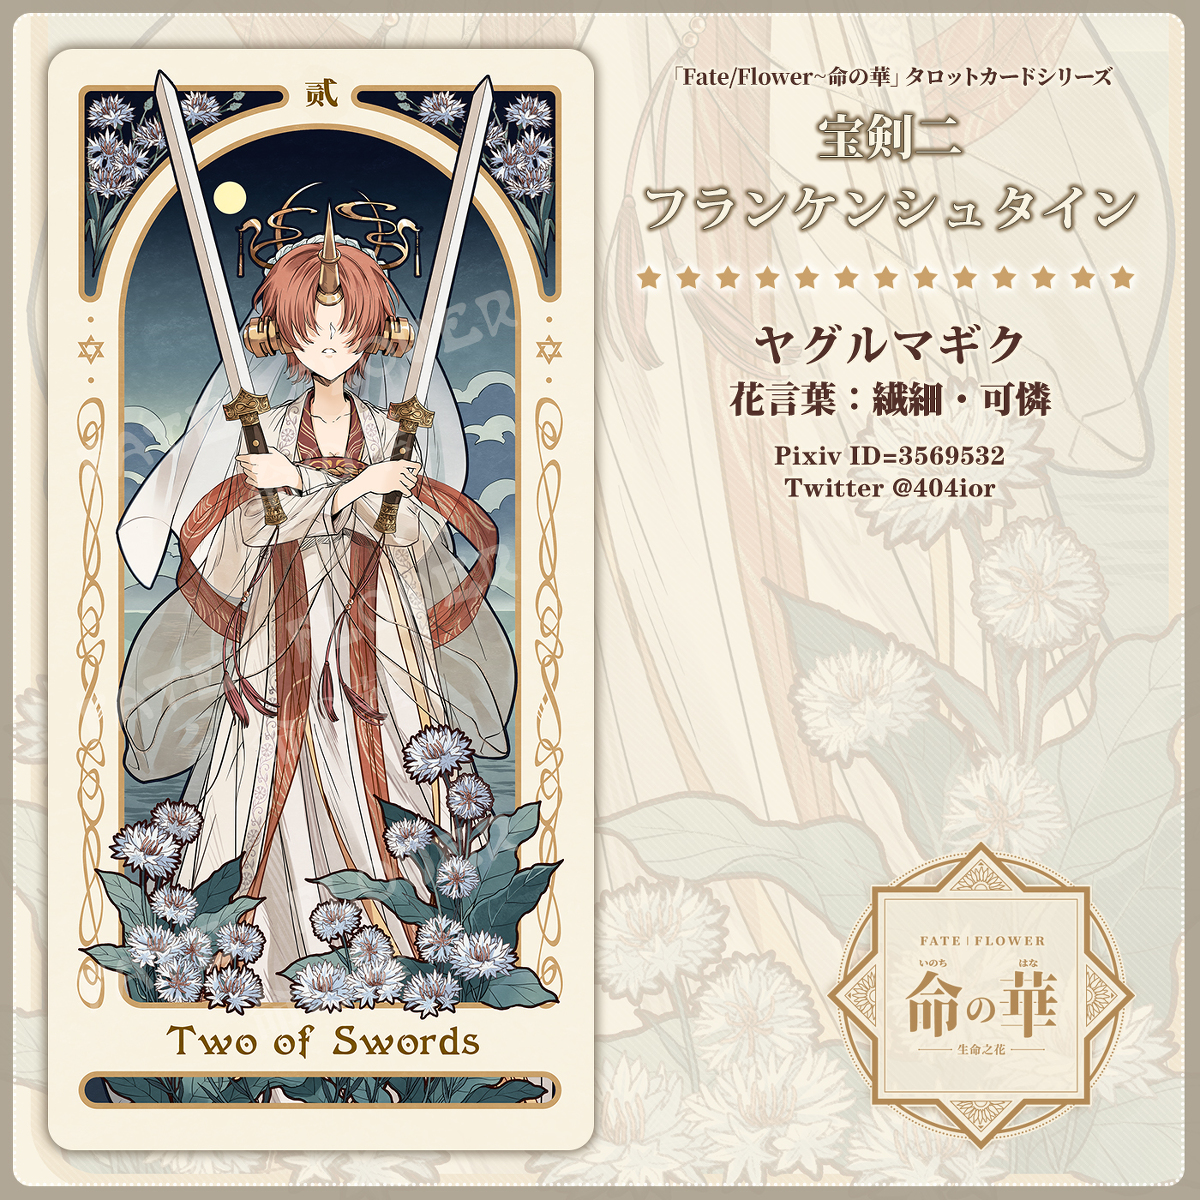 「Fate/Flower~命の華」タロットカードシリーズ
宝剣二
フランケンシュタイン
ヤグルマギク
花言葉：繊細・可憐
Pixiv ID=3569532
Twitter @404ior
贰
Two of Swords
FATE | FLOWER
いのち はな
命の華
生命之花